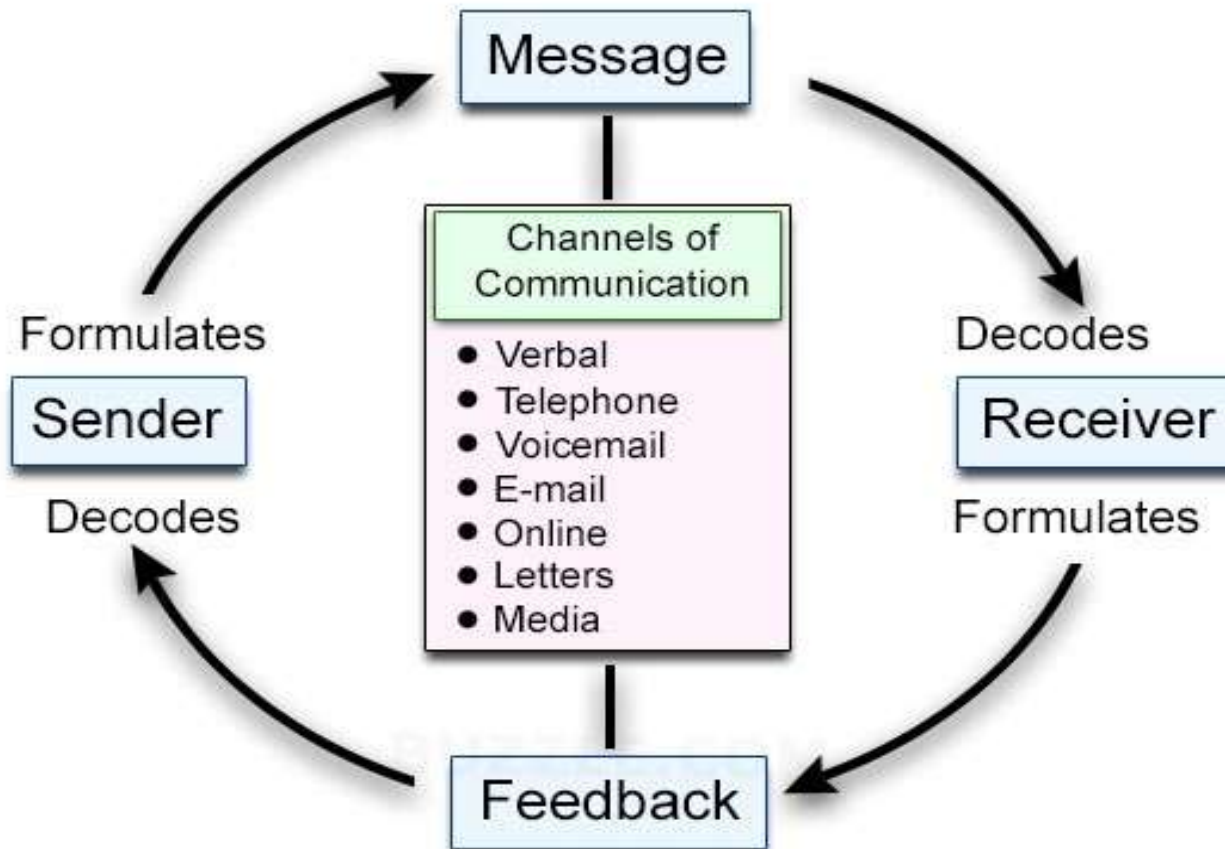 Message
Channels of
Communication
Formulates
Decodes
Sender
Receiver
Decodes
Formulates
● Verbal
● Telephone
● Voicemail
● E-mail
● Online
● Letters
● Media
Feedback